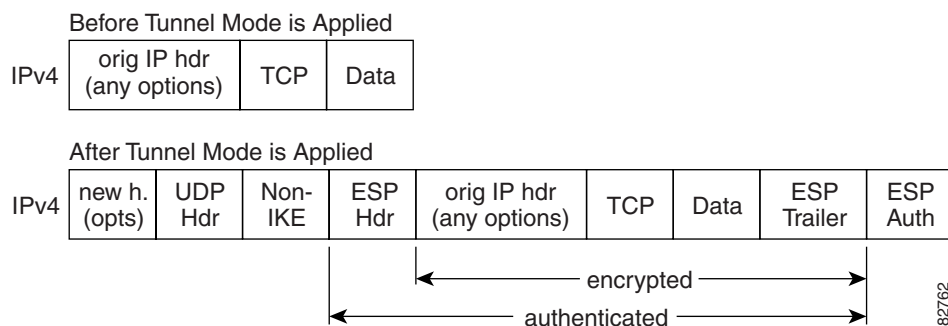 Before Tunnel Mode is Applied
IPv4
orig IP hdr
(any options)
TCP
Data
After Tunnel Mode is Applied
IPv4
new h.
(opts)
UDP
Hdr
Non-
IKE
ESP
Hdr
orig IP hdr
(any options)
TCP
Data
ESP
Trailer
ESP
Auth
encrypted
authenticated
82762